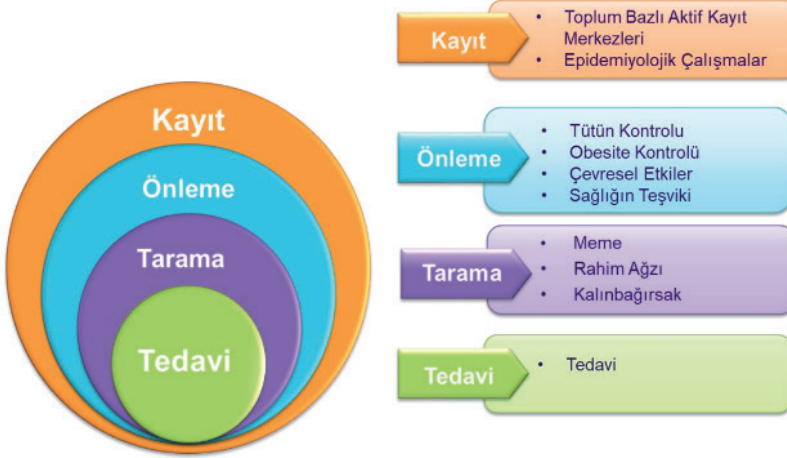 Kayıt
Önleme
Tarama
Tedavi
Kayıt
• Toplum Bazlı Aktif Kayıt
Merkezleri
• Epidemiyolojik Çalışmalar
Önleme
• Tütün Kontrolu
• Obesite Kontrolü
• Çevresel Etkiler
• Sağlığın Teşviki
Tarama
• Meme
• Rahim Ağzı
• Kalınbağırsak
Tedavi
• Tedavi